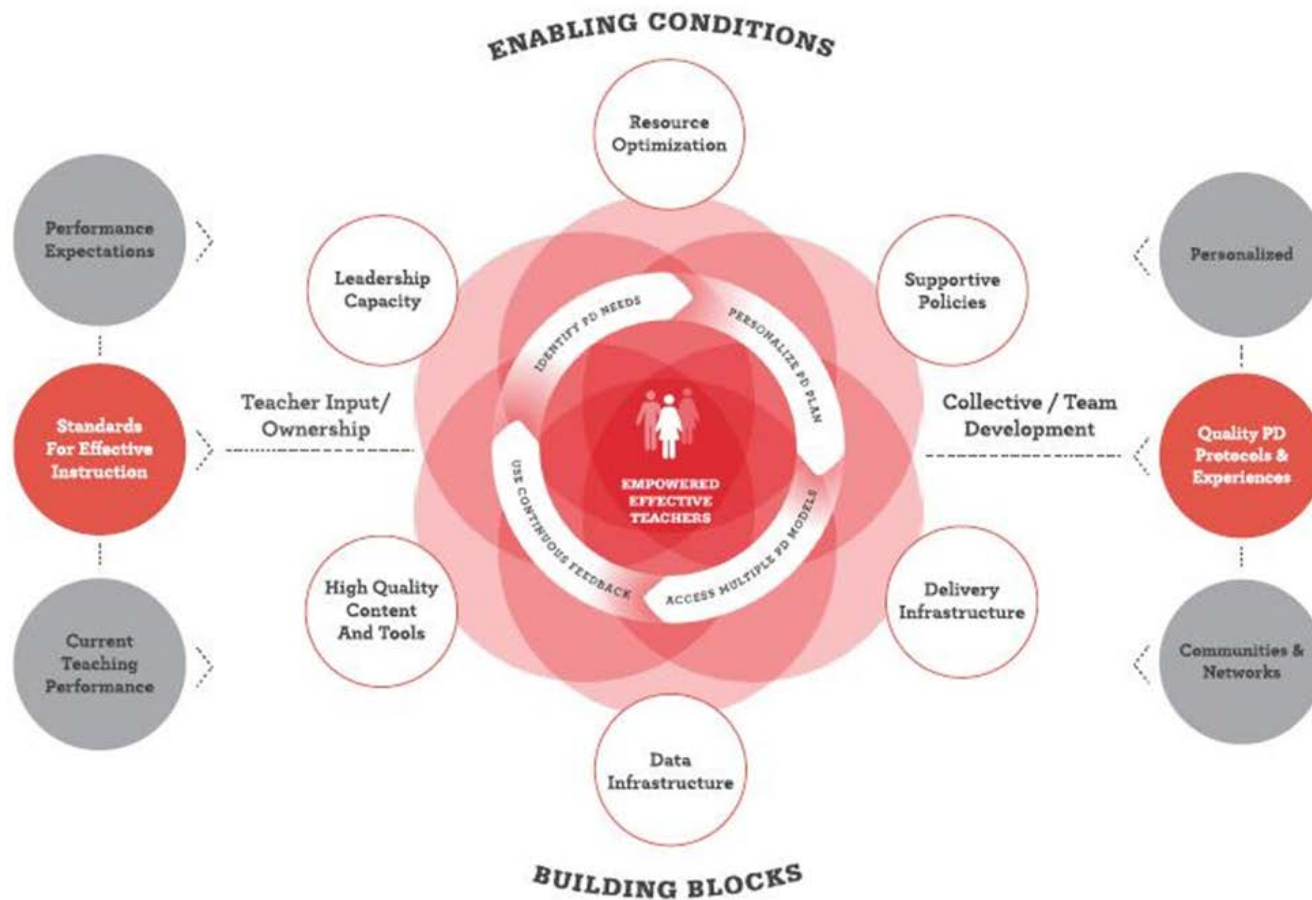 ENABLING CONDITIONS
Resource
Optimization
Performance
Expectations
Leadership
Capacity
Supportive
Policies
Personalized
IDENTIFY PD NEEDS
PERSONALIZE PD PLAN
Standards
For Effective
Instruction
Teacher Input/
Ownership
EMPOWERED
EFFECTIVE
TEACHERS
Collective / Team
Development
Quality PD
Protocols &
Experiences
USE CONTINUOUS FEEDBACK
ACCESS MULTIPLE PD MODELS
High Quality
Content
And Tools
Delivery
Infrastructure
Current
Teaching
Performance
Communities &
Networks
Data
Infrastructure
BUILDING BLOCKS